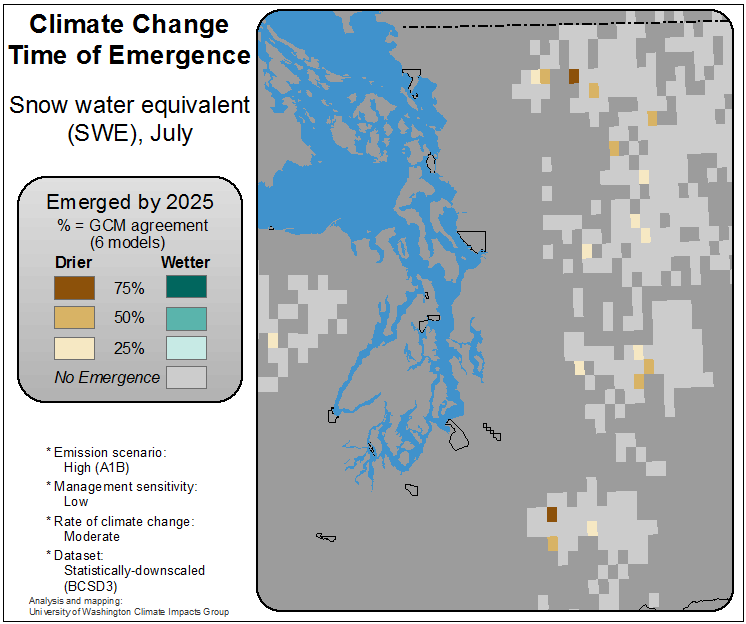 Climate Change
Time of Emergence
Snow water equivalent
(SWE), July
Emerged by 2025
% = GCM agreement
(6 models)
Drier Wetter
75%
50%
25%
No Emergence
* Emission scenario:
High (A1B)
* Management sensitivity:
Low
* Rate of climate change:
Moderate
* Dataset:
Statistically-downscaled
(BCSD3)
Analysis and mapping:
University of Washington Climate Impacts Group